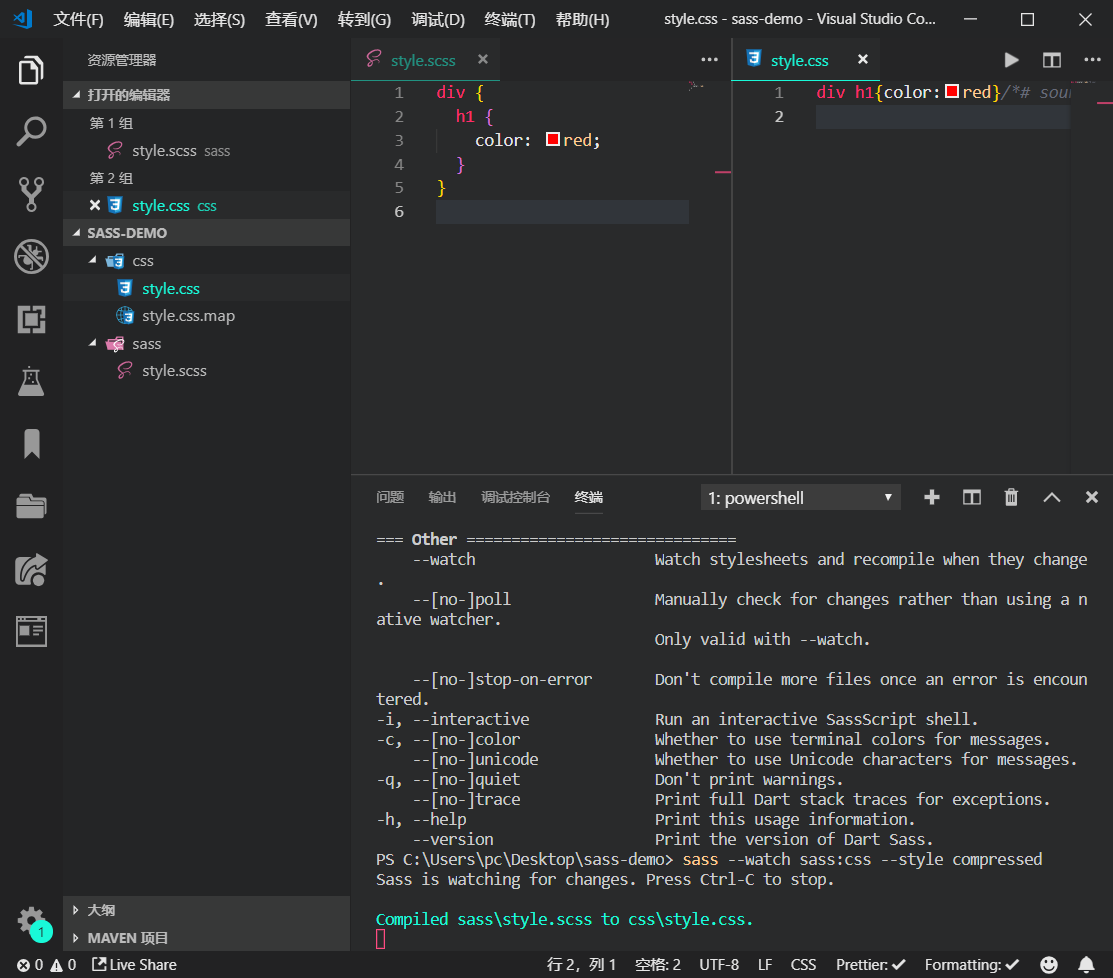 文件(F) 编辑(E) 选择(S) 查看(V) 转到(G) 调试(D) 终端(T) 帮助(H) style.css - sass-demo - Visual Studio Co...
资源管理器
打开的编辑器
第 1 组
style.scss sass
第 2 组
style.css css
SASS-DEMO
css
style.css
style.css.map
sass
style.scss
大纲
MAVEN 项目
1
style.scss
1 div {
2 h1 {
3 color: red;
4 }
5 }
6
style.css
1 div h1{color:red}/*# sour
2
问题 输出 调试控制台 终端 1: powershell
=== Other ==============================
--watch Watch stylesheets and recompile when they change
.
--[no-]poll Manually check for changes rather than using a n
ative watcher.
Only valid with --watch.
--[no-]stop-on-error Don't compile more files once an error is encoun
tered.
-i, --interactive Run an interactive SassScript shell.
-c, --[no-]color Whether to use terminal colors for messages.
--[no-]unicode Whether to use Unicode characters for messages.
-q, --[no-]quiet Don't print warnings.
--[no-]trace Print full Dart stack traces for exceptions.
-h, --help Print this usage information.
--version Print the version of Dart Sass.
PS C:\Users\pc\Desktop\sass-demo> sass --watch sass:css --style compressed
Sass is watching for changes. Press Ctrl-C to stop.
Compiled sass\style.scss to css\style.css.
0 0 Live Share 行 2，列 1 空格: 2 UTF-8 LF CSS Prettier: ✓ Formatting: ✓